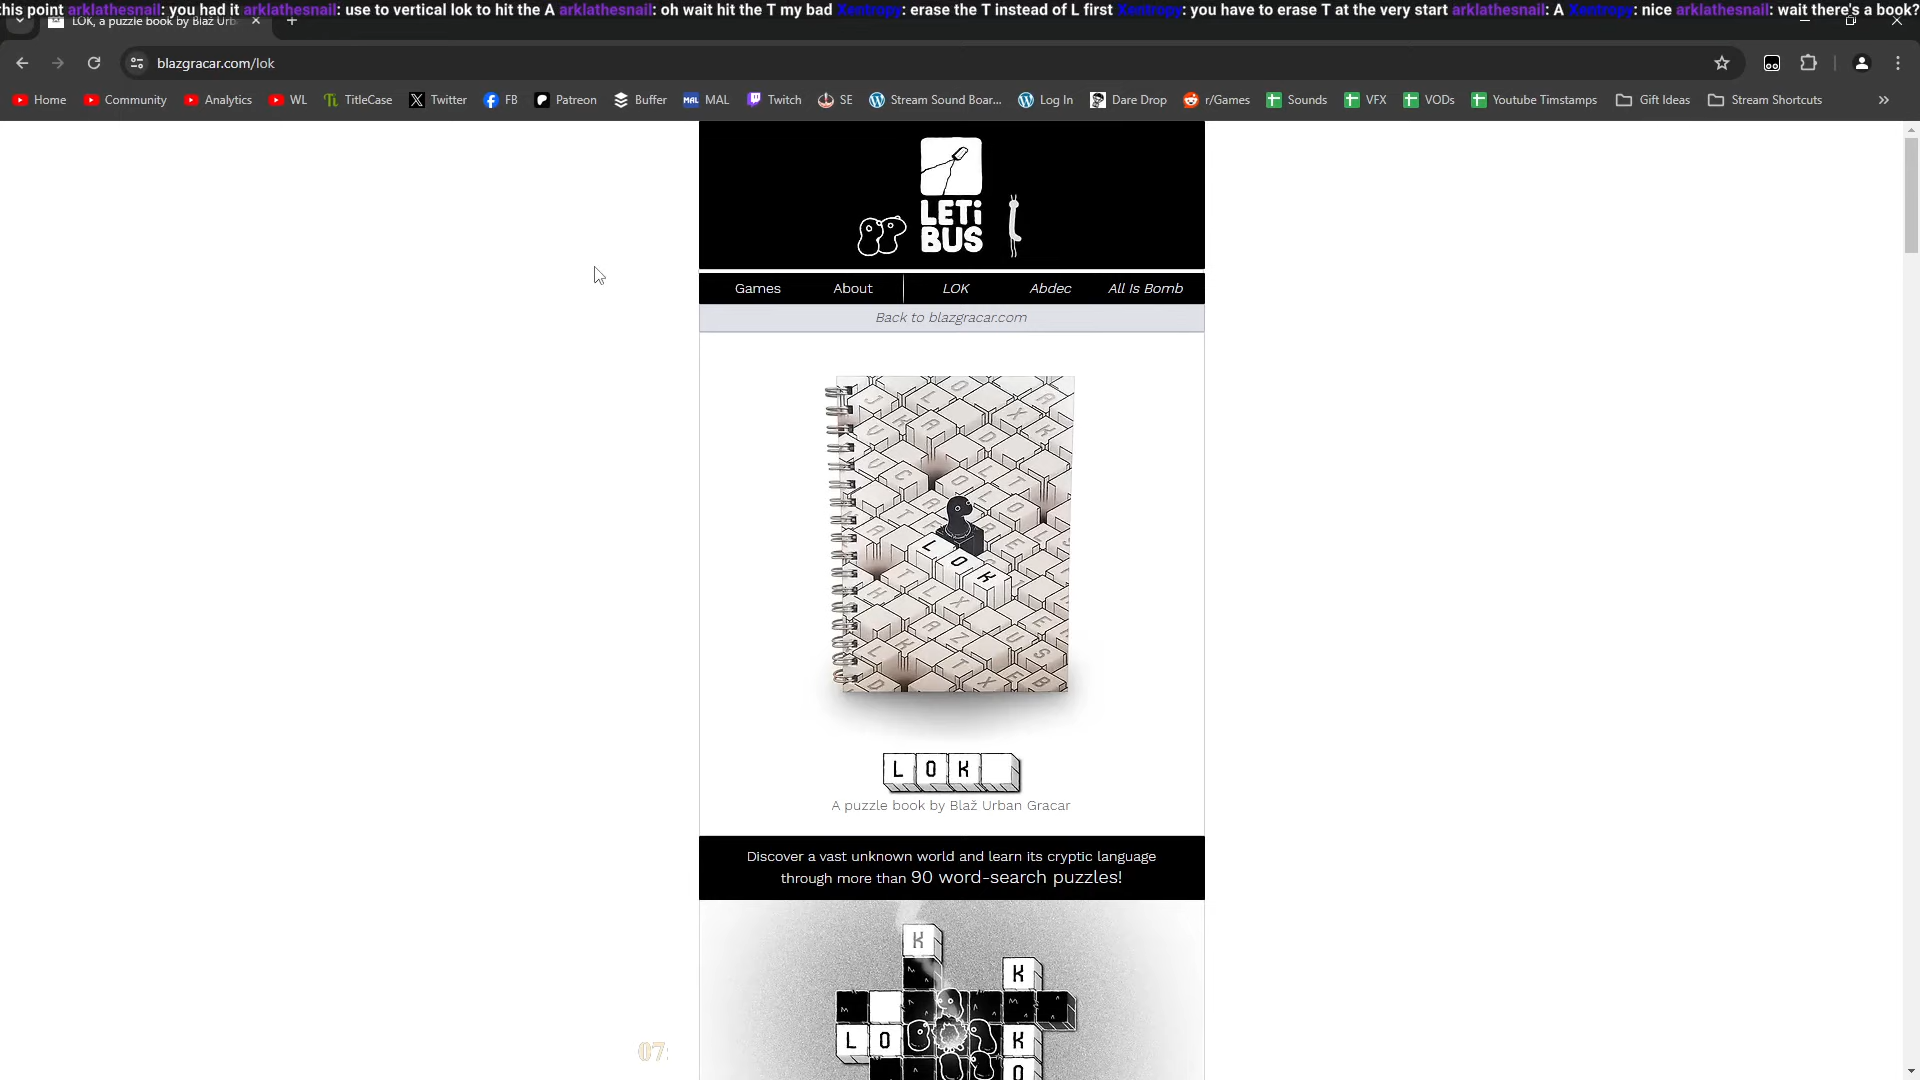 this point arklathesnail: you had it arklathesnail: use to vertical lok to hit the A arklathesnail: oh wait hit the T my bad Xentropy: erase the T instead of L first Xentropy: you have to erase T at the very start arklathesnail: A Xentropy: nice arklathesnail: wait there's a book?
LOK, a puzzle book by Blaž Urb
blazgracar.com/lok
Home Community Analytics WL TitleCase Twitter FB Patreon Buffer MAL Twitch SE Stream Sound Boar... Log In Dare Drop r/Games Sounds VFX VODs Youtube Timstamps Gift Ideas Stream Shortcuts
LETi
BUS
Games About LOK Abdec All Is Bomb
Back to blazgracar.com
L O K
L O K
A puzzle book by Blaž Urban Gracar
Discover a vast unknown world and learn its cryptic language
through more than 90 word-search puzzles!
K
K
L O K
O
07: